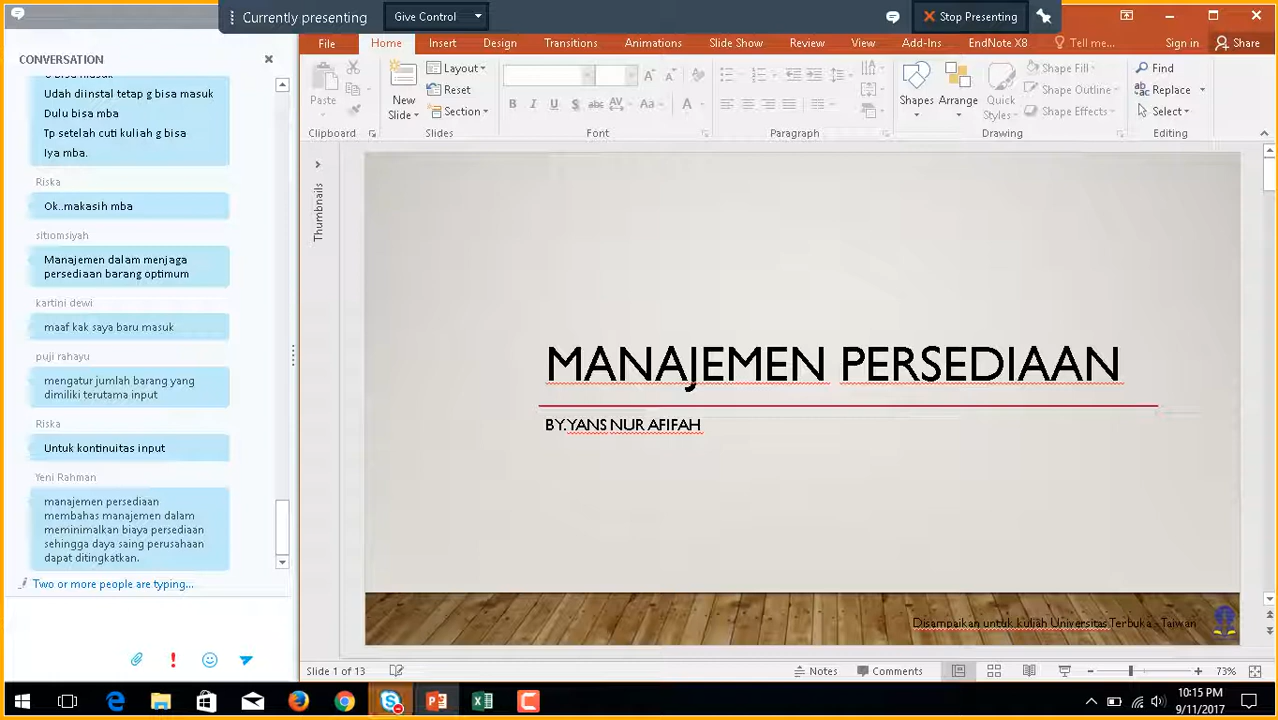 Currently presenting
Give Control
Stop Presenting
CONVERSATION
Udah direstart tetap g bisa masuk
Dulu bisa mba
Tp setelah cuti kuliah g bisa
Iya mba.
Riska
Ok..makasih mba
sitiomsiyah
Manajemen dalam menjaga
persediaan barang optimum
kartini dewi
maaf kak saya baru masuk
puji rahayu
mengatur jumlah barang yang
dimiliki terutama input
Riska
Untuk kontinuitas input
Yeni Rahman
manajemen persediaan
membahas manajemen dalam
meminimalkan biaya persediaan
sehingga daya saing perusahaan
dapat ditingkatkan.
Two or more people are typing...
File Home Insert Design Transitions Animations Slide Show Review View Add-Ins EndNote X8 Tell me... Sign in Share
Paste
Clipboard
New
Slide
Layout
Reset
Section
Slides
B I U S abc AV Aa A
Font
Paragraph
Shapes
Arrange
Quick
Styles
Shape Fill
Shape Outline
Shape Effects
Drawing
Find
Replace
Select
Editing
Thumbnails
MANAJEMEN PERSEDIAAN
BY.YANS NUR AFIFAH
Disampaikan untuk kuliah Universitas Terbuka - Taiwan
Slide 1 of 13
Notes
Comments
73%
10:15 PM
9/11/2017